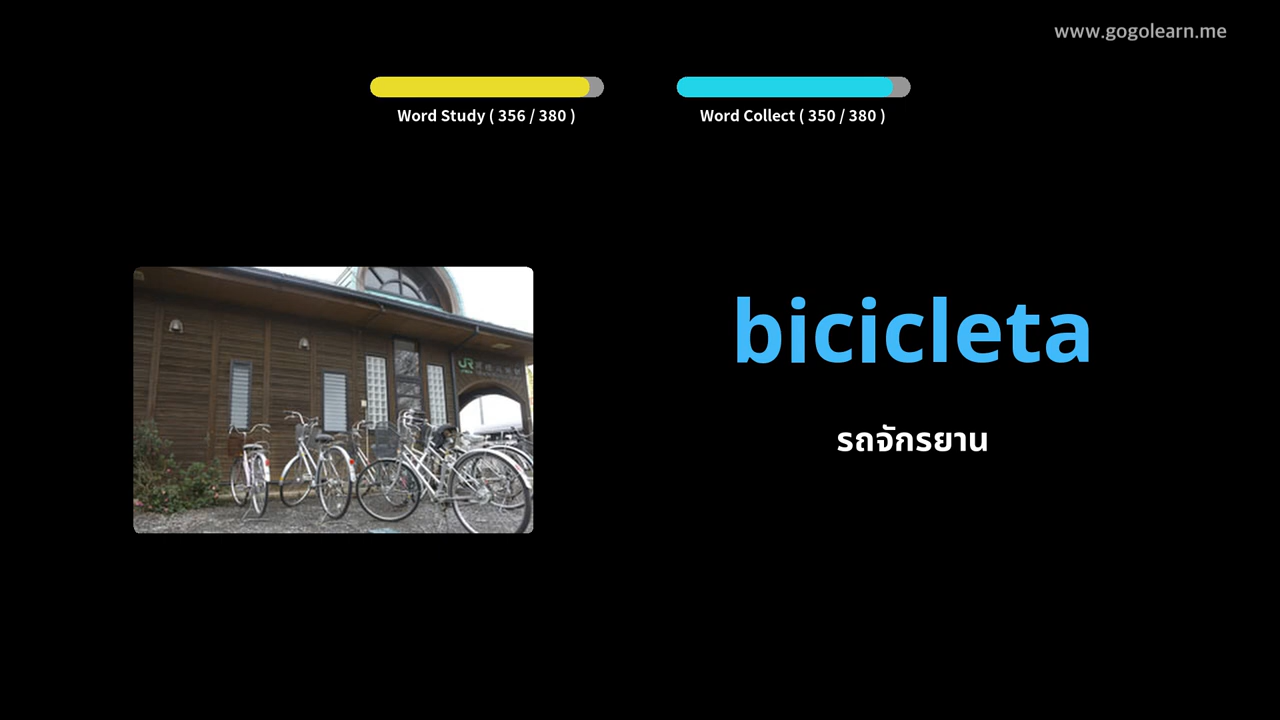 www.gogolearn.me
Word Study ( 356 / 380 )
Word Collect ( 350 / 380 )
JR
bicicleta
รถจักรยาน